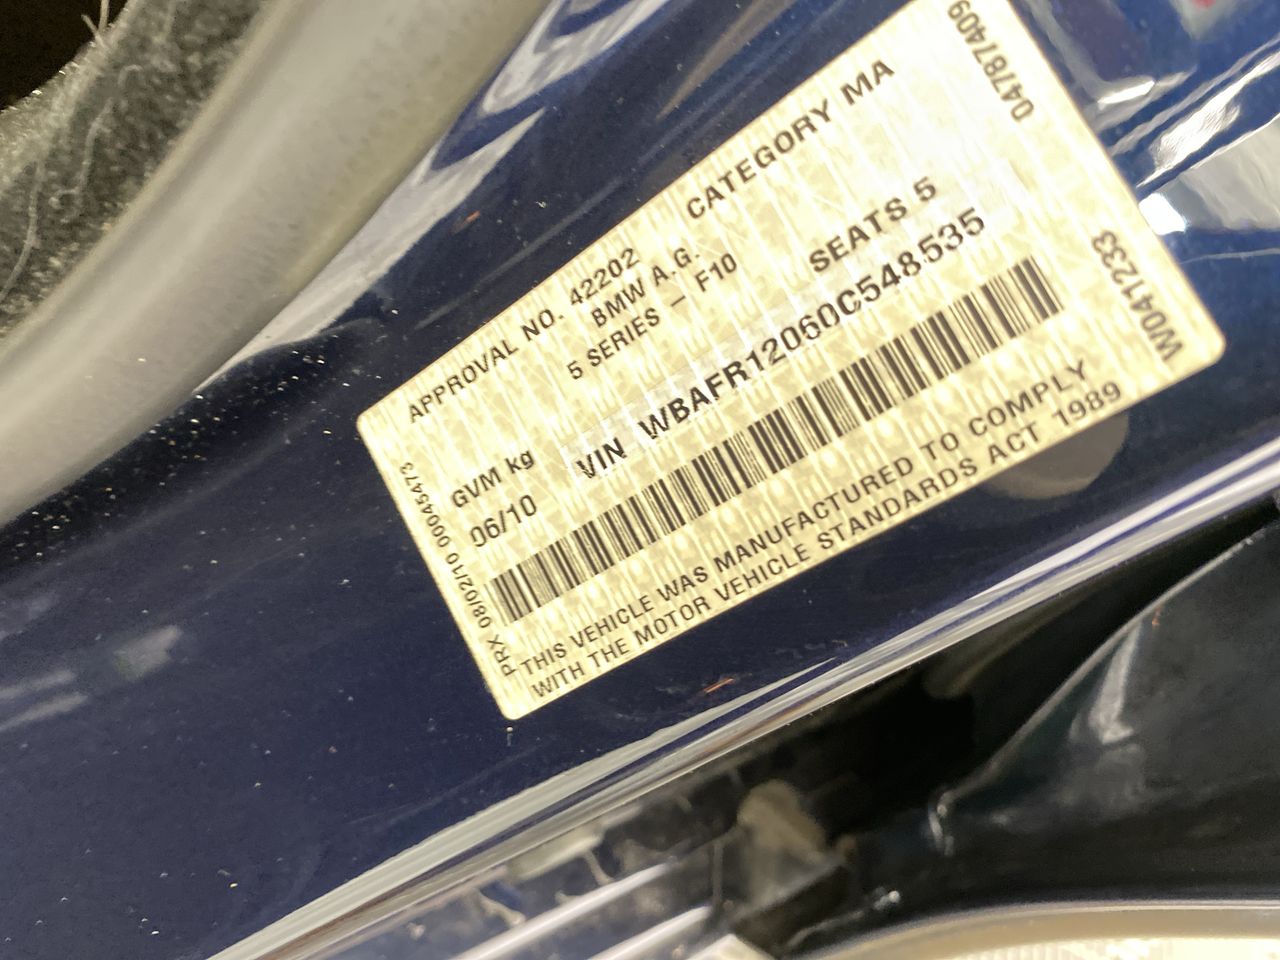 04787409
APPROVAL NO. 42202 CATEGORY MA
BMW A.G.
5 SERIES – F10
GVM kg SEATS 5
06/10 VIN WBAFR12060C548535
THIS VEHICLE WAS MANUFACTURED TO COMPLY
WITH THE MOTOR VEHICLE STANDARDS ACT 1989
PRX 08/02/10 00045473
W041233